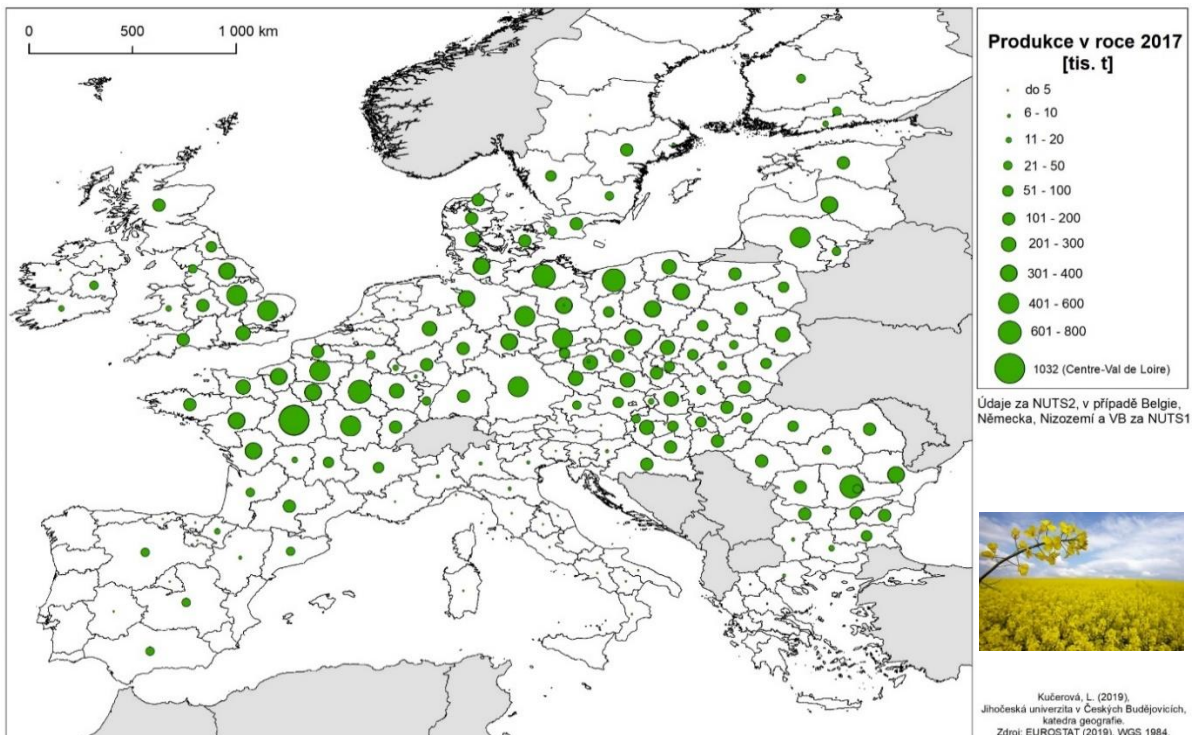 0 500 1 000 km
Produkce v roce 2017
[tis. t]
do 5
6 - 10
11 - 20
21 - 50
51 - 100
101 - 200
201 - 300
301 - 400
401 - 600
601 - 800
1032 (Centre-Val de Loire)
Údaje za NUTS2, v případě Belgie,
Německa, Nizozemí a VB za NUTS1
Kučerová, L. (2019),
Jihočeská univerzita v Českých Budějovicích,
katedra geografie.
Zdroj: EUROSTAT (2019), WGS 1984.